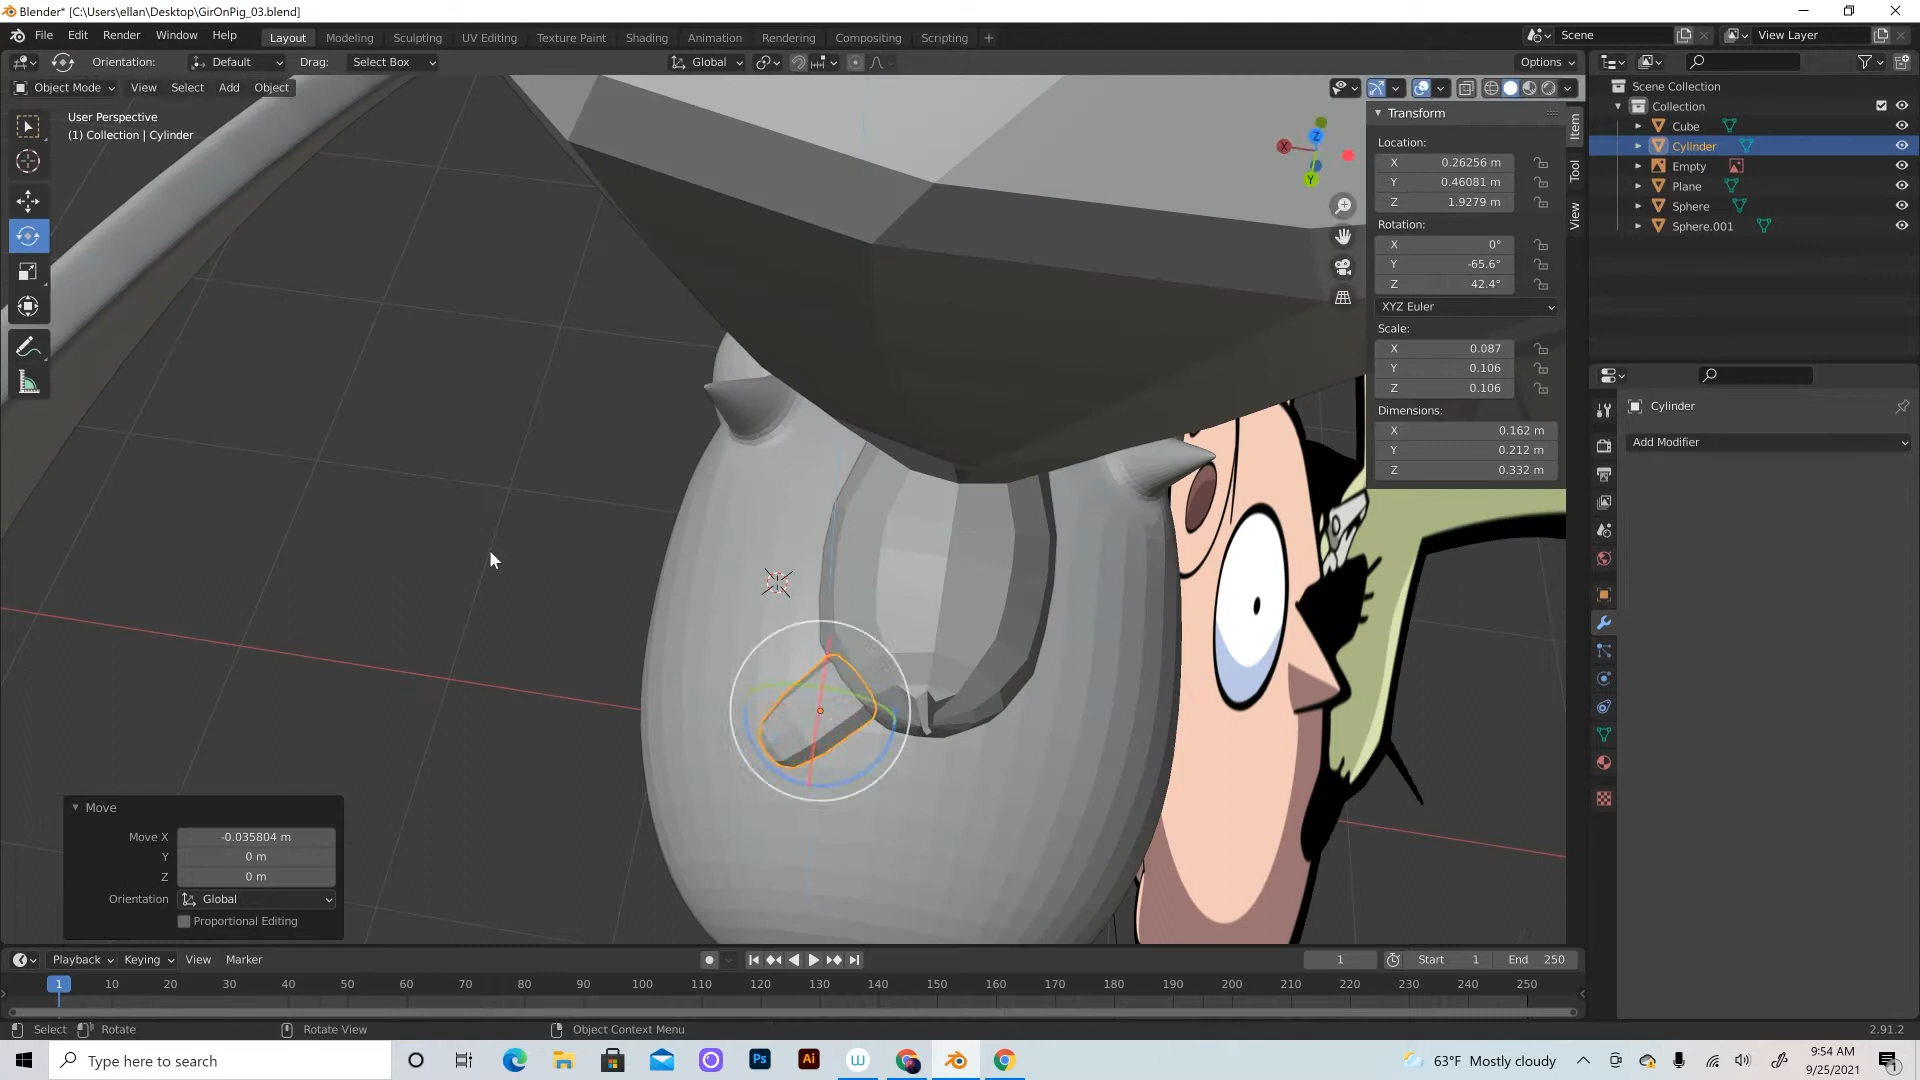 Blender* [C:\Users\ellan\Desktop\GirOnPig_03.blend]
File Edit Render Window Help Layout Modeling Sculpting UV Editing Texture Paint Shading Animation Rendering Compositing Scripting + Scene View Layer
Orientation: Default Drag: Select Box Global Options
Object Mode View Select Add Object
User Perspective
(1) Collection | Cylinder
Z
X
Y
Transform
Location:
X 0.26256 m
Y 0.46081 m
Z 1.9279 m
Rotation:
X 0°
Y -65.6°
Z 42.4°
XYZ Euler
Scale:
X 0.087
Y 0.106
Z 0.106
Dimensions:
X 0.162 m
Y 0.212 m
Z 0.332 m
Item
Tool
View
Scene Collection
Collection
Cube
Cylinder
Empty
Plane
Sphere
Sphere.001
Cylinder
Add Modifier
Move
Move X -0.035804 m
Y 0 m
Z 0 m
Orientation Global
Proportional Editing
Playback Keying View Marker 1 Start 1 End 250
1 10 20 30 40 50 60 70 80 90 100 110 120 130 140 150 160 170 180 190 200 210 220 230 240 250
Select Rotate Rotate View Object Context Menu 2.91.2
Type here to search Ps Ai 63°F Mostly cloudy 9:54 AM
9/25/2021
1